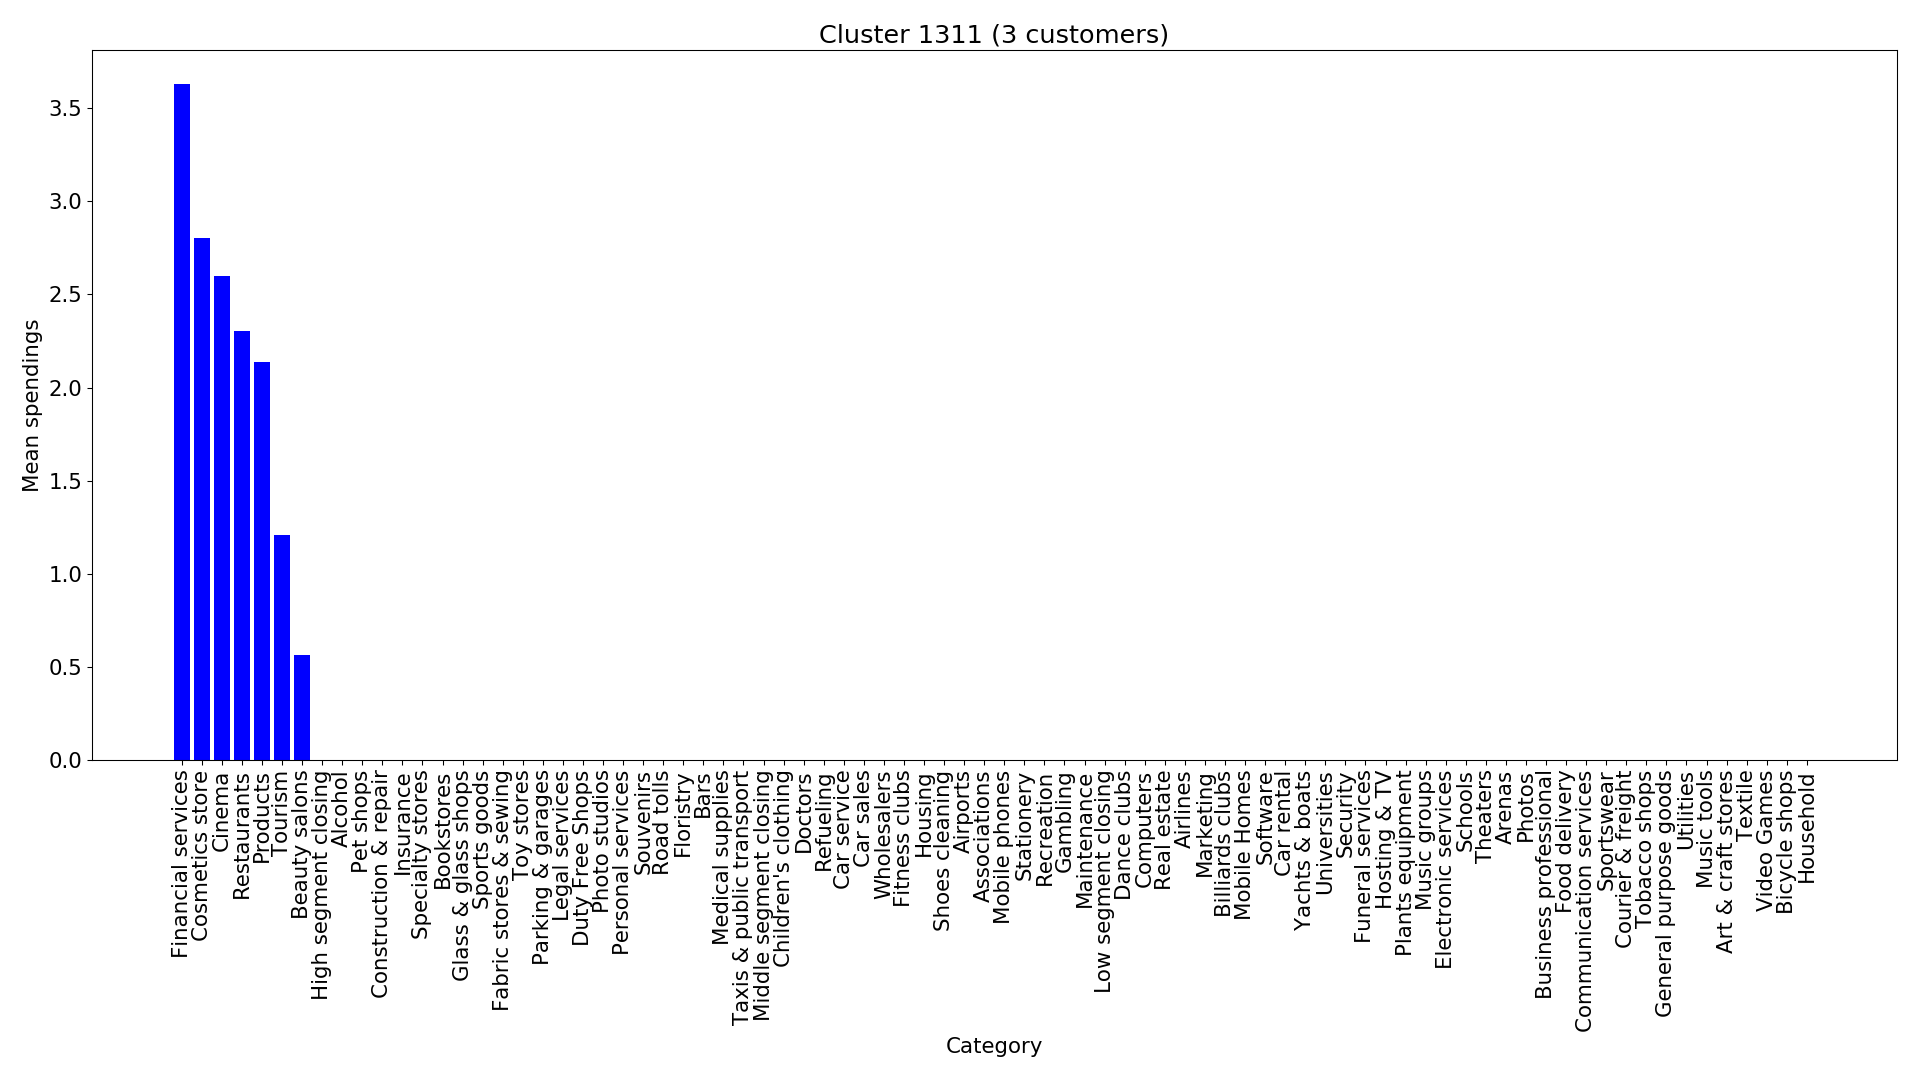 Cluster 1311 (3 customers)
Mean spendings
3.5
3.0
2.5
2.0
1.5
1.0
0.5
0.0
Financial services
Cosmetics store
Cinema
Restaurants
Products
Tourism
Beauty salons
High segment closing
Alcohol
Pet shops
Construction & repair
Insurance
Specialty stores
Bookstores
Glass & glass shops
Sports goods
Fabric stores & sewing
Toy stores
Parking & garages
Legal services
Duty Free Shops
Photo studios
Personal services
Souvenirs
Road tolls
Floristry
Bars
Medical supplies
Taxis & public transport
Middle segment closing
Children's clothing
Doctors
Refueling
Car service
Car sales
Wholesalers
Fitness clubs
Housing
Shoes cleaning
Airports
Associations
Mobile phones
Stationery
Recreation
Gambling
Maintenance
Low segment closing
Dance clubs
Computers
Real estate
Airlines
Marketing
Billiards clubs
Mobile Homes
Software
Car rental
Yachts & boats
Universities
Security
Funeral services
Hosting & TV
Plants equipment
Music groups
Electronic services
Schools
Theaters
Arenas
Photos
Business professional
Food delivery
Communication services
Sportswear
Courier & freight
Tobacco shops
General purpose goods
Utilities
Music tools
Art & craft stores
Textile
Video Games
Bicycle shops
Household
Category